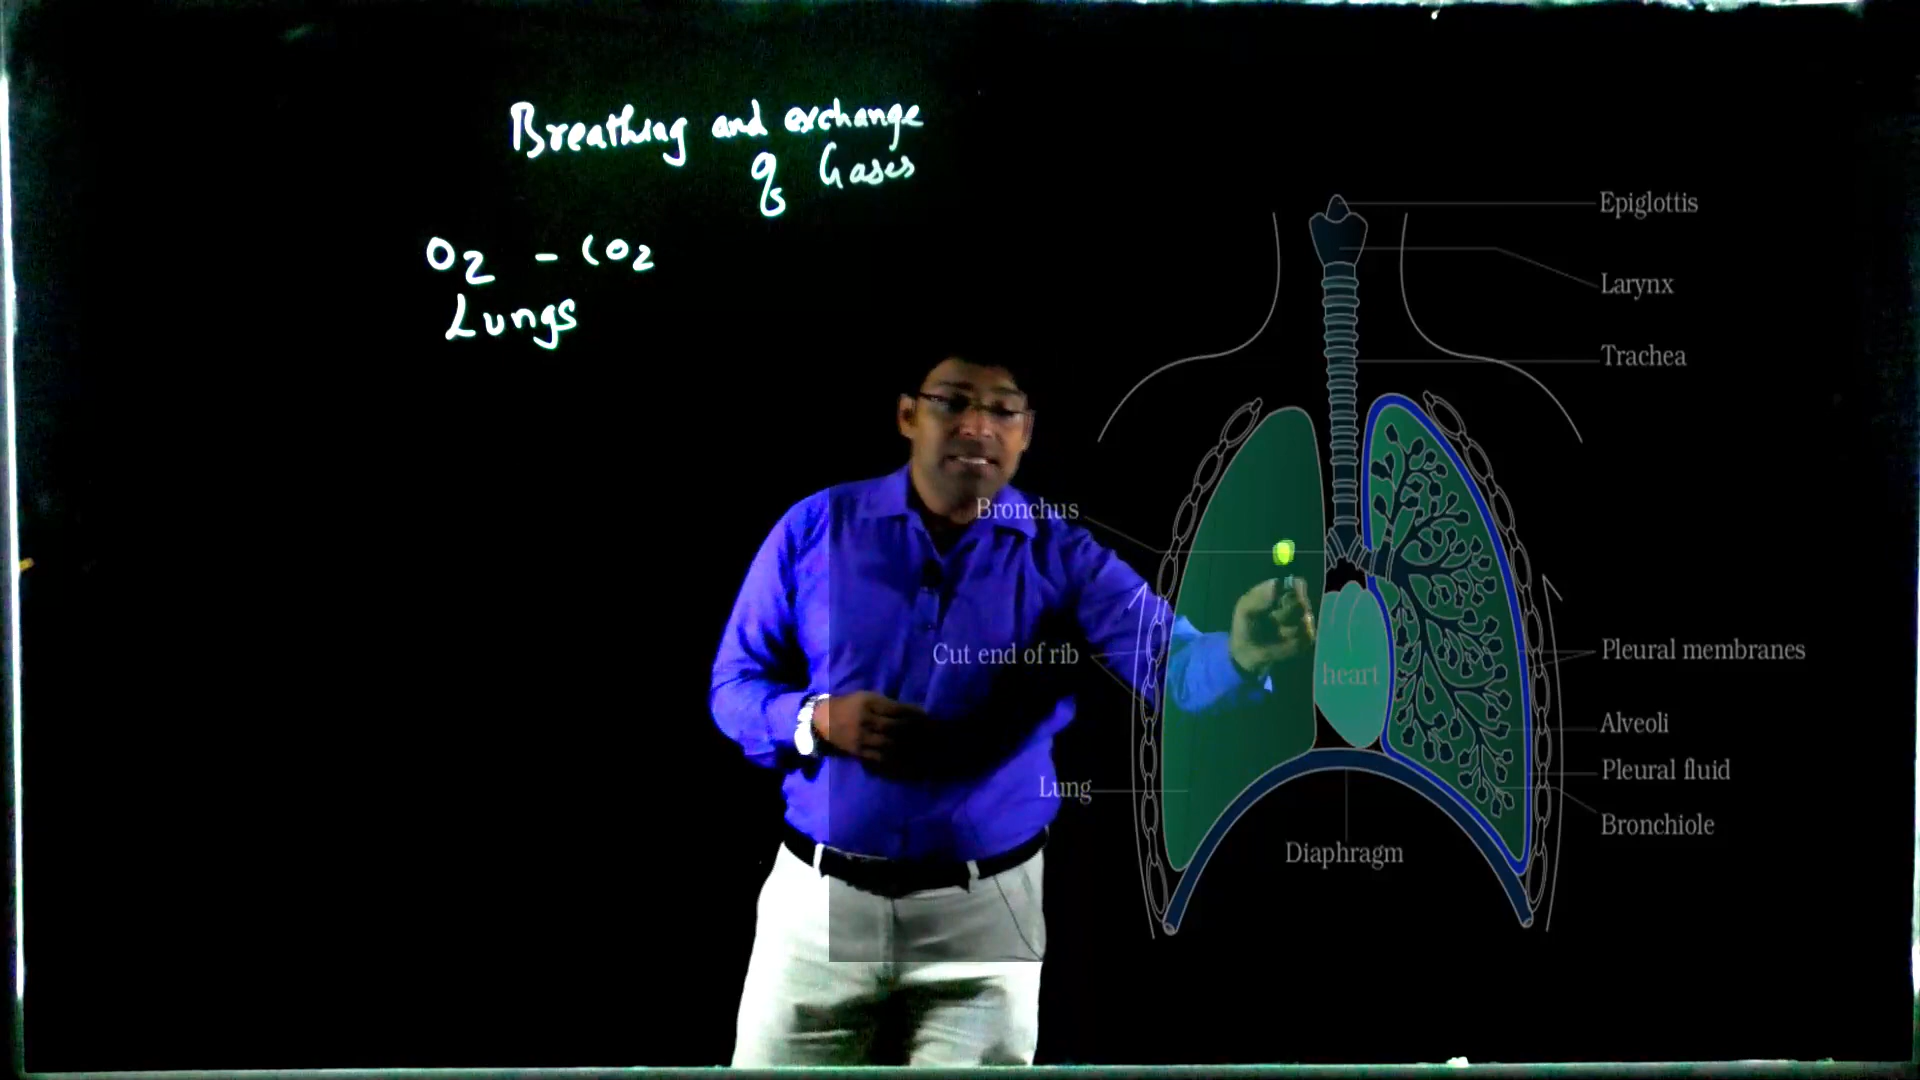 Breathing and exchange
of Gases
O2 - CO2
Lungs
Epiglottis
Larynx
Trachea
Bronchus
Cut end of rib
heart
Pleural membranes
Alveoli
Pleural fluid
Lung
Bronchiole
Diaphragm